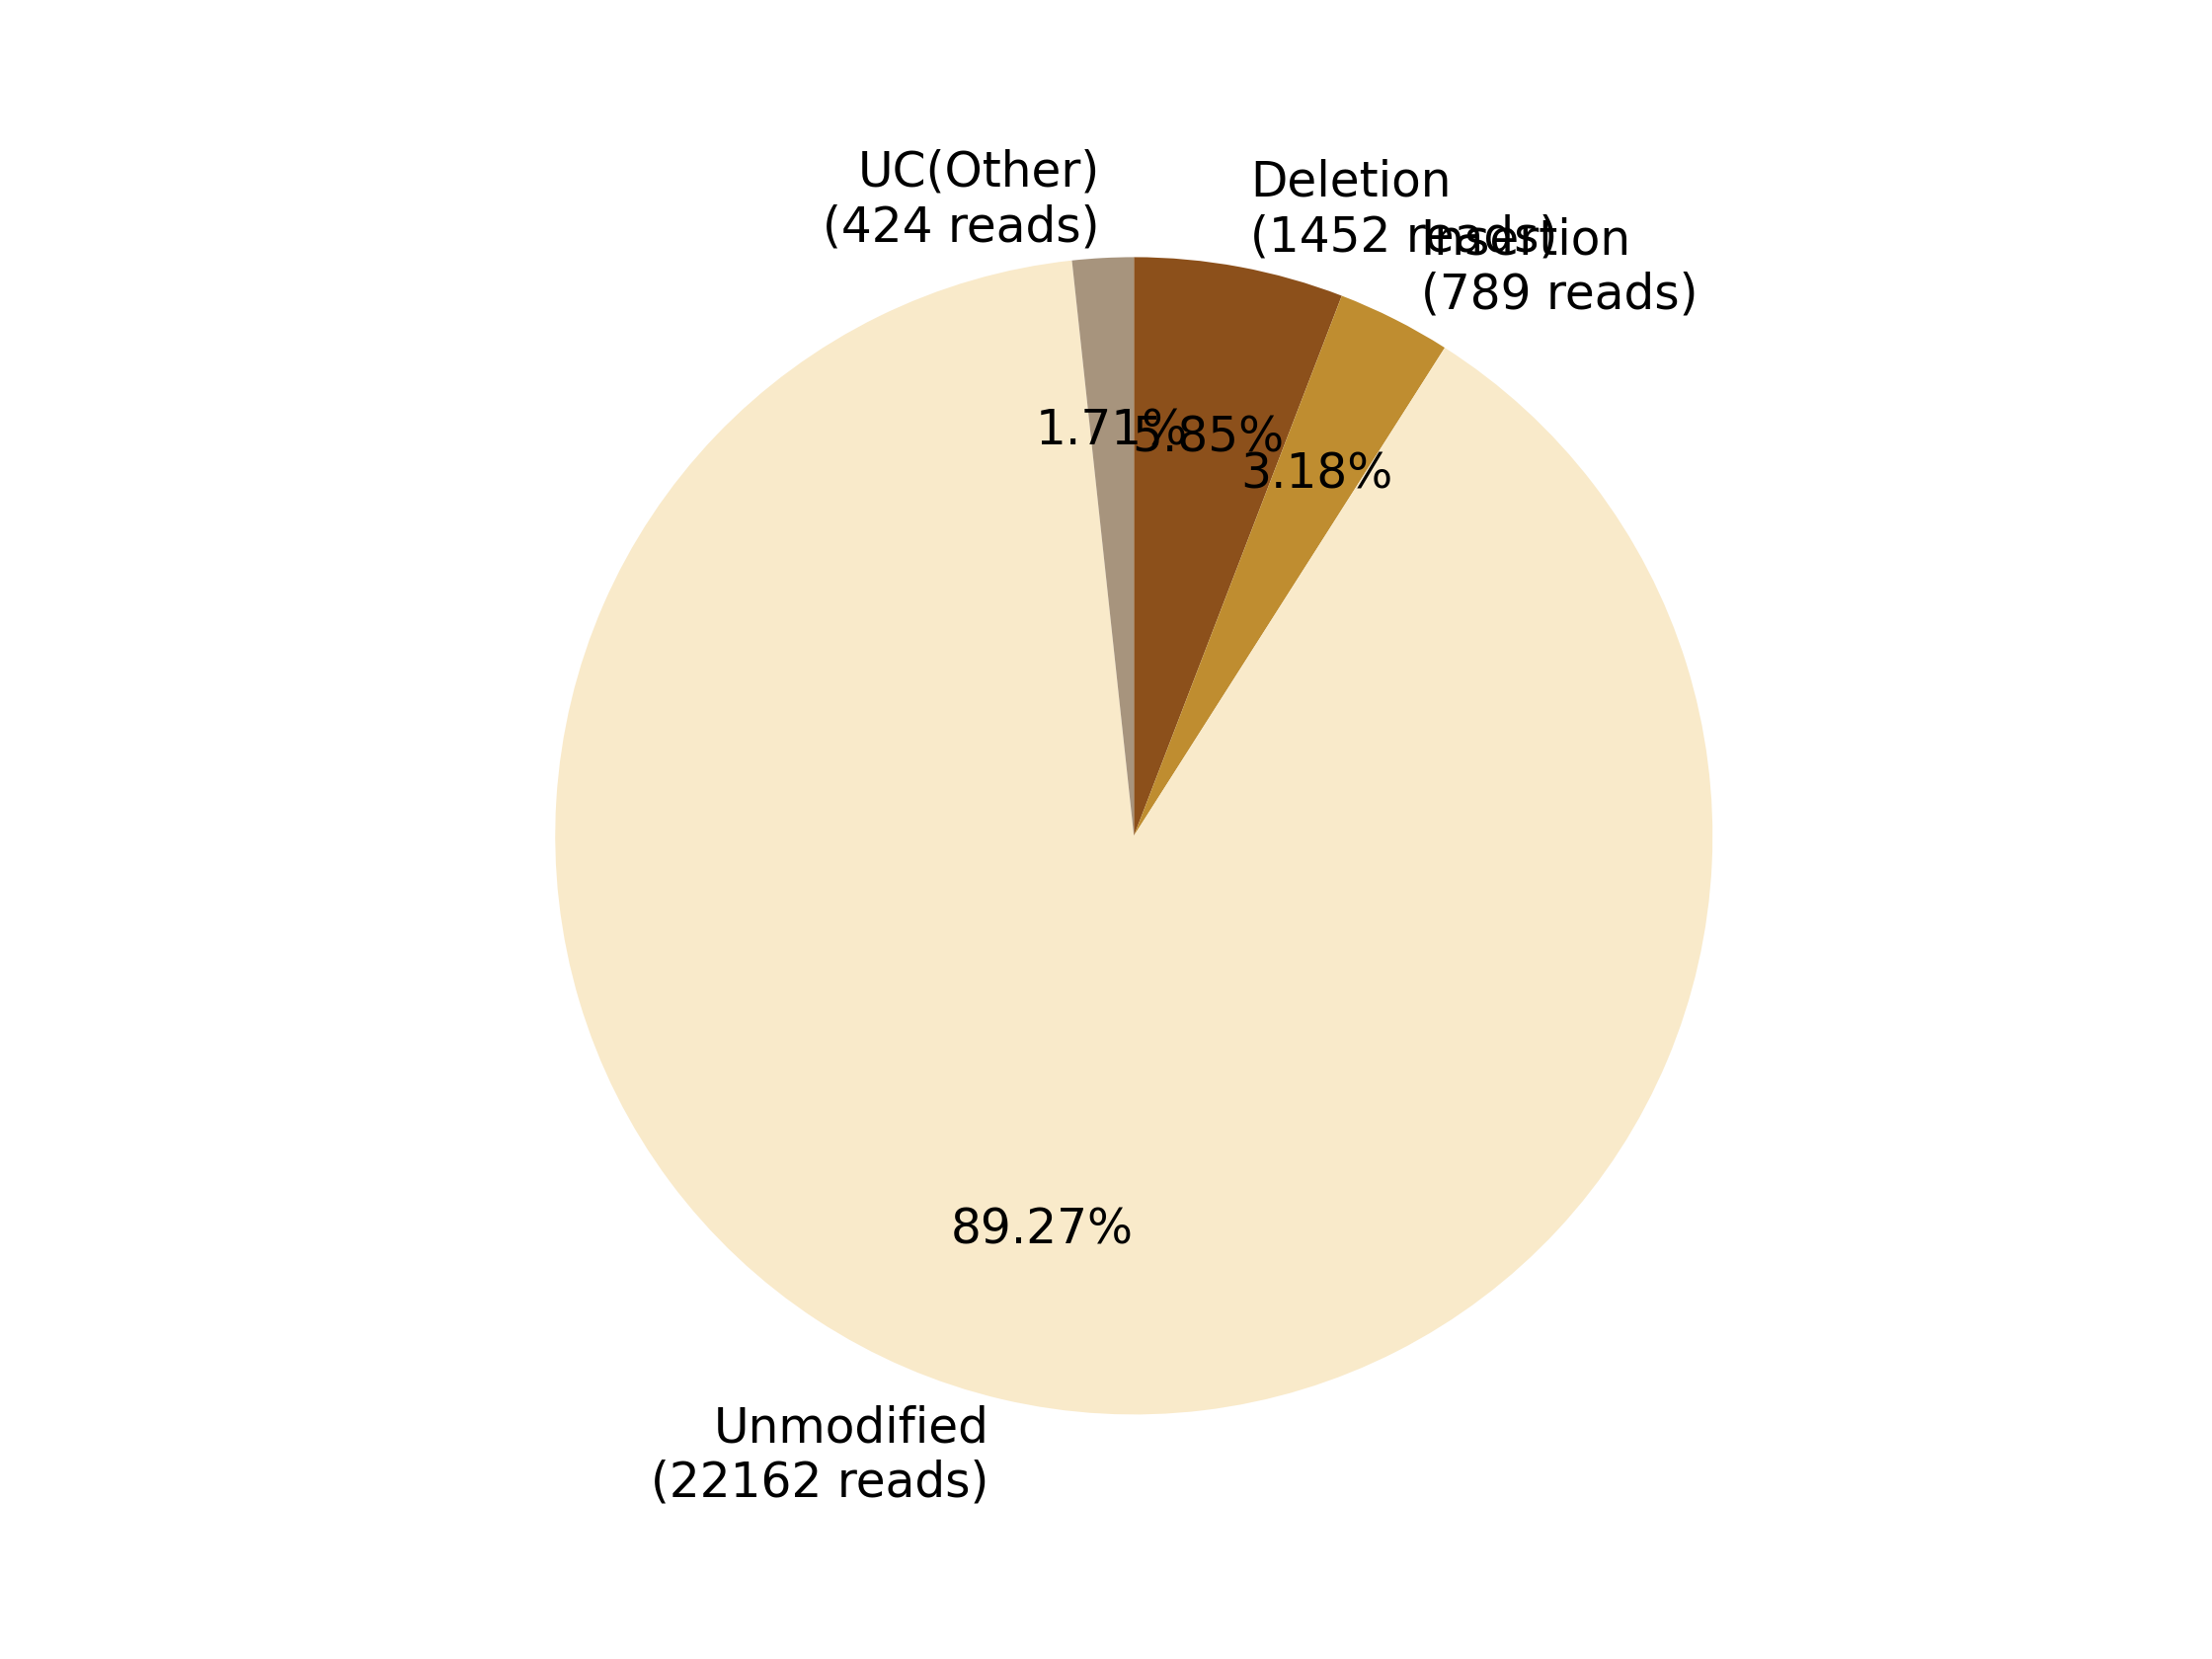 UC(Other)
(424 reads)
Deletion
(1452 reads)
Insertion
(789 reads)
1.71%
5.85%
3.18%
89.27%
Unmodified
(22162 reads)